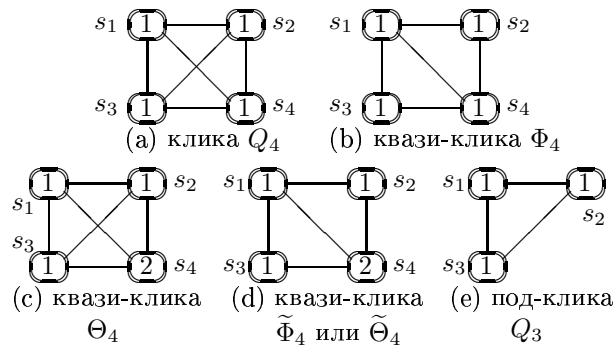 s₁ 1 1 s₂ s₁ 1 1 s₂
s₃ 1 1 s₄ s₃ 1 1 s₄
(a) клика Q₄ (b) квази-клика Φ₄
s₁ 1 1 s₂ s₁ 1 1 s₂ s₁ 1 1 s₂
s₃ 1 2 s₄ s₃ 1 2 s₄ s₃ 1
(c) квази-клика (d) квази-клика (e) под-клика
Θ₄ Φ̃₄ или Θ̃₄ Q₃